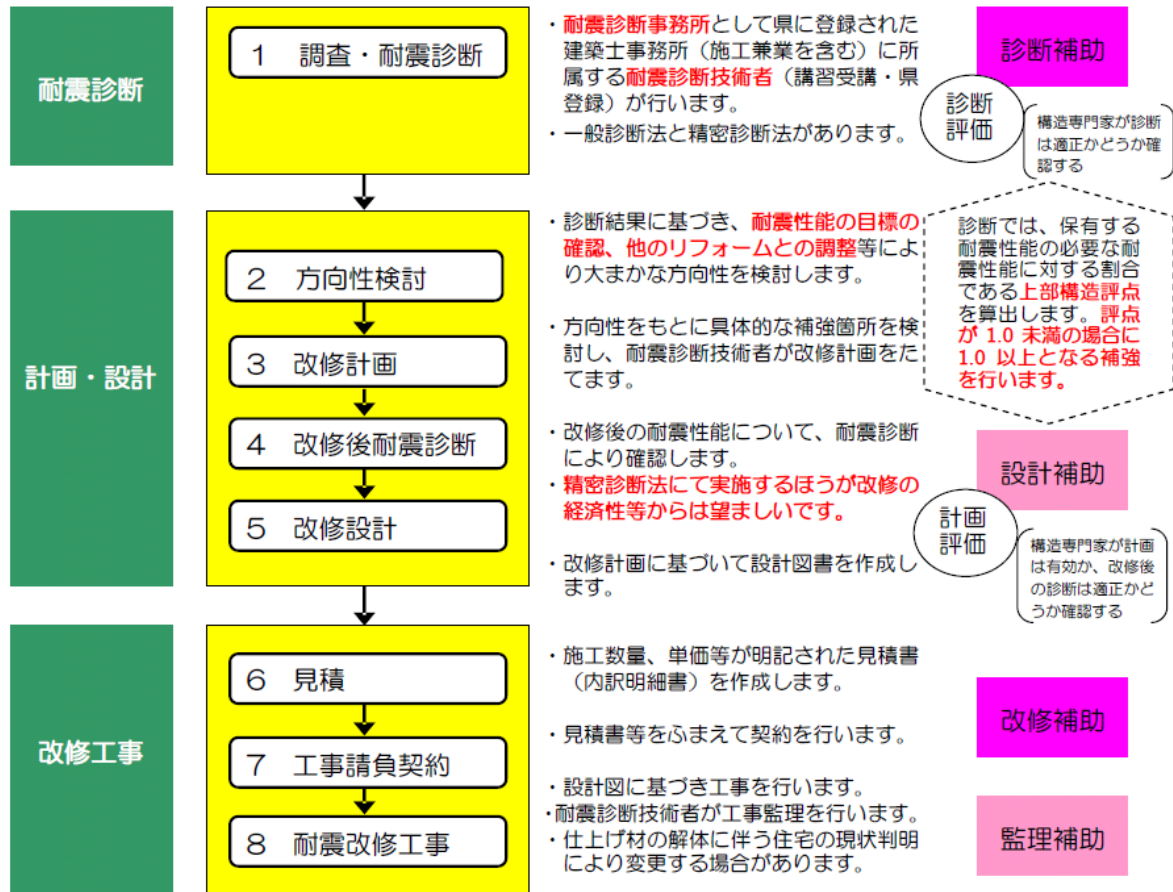 耐震診断
1 調査・耐震診断
・耐震診断事務所として県に登録された
建築士事務所（施工兼業を含む）に所
属する耐震診断技術者（講習受講・県
登録）が行います。
・一般診断法と精密診断法があります。
診断補助
診断
評価
構造専門家が診断
は適正かどうか確
認する
計画・設計
2 方向性検討
3 改修計画
4 改修後耐震診断
5 改修設計
・診断結果に基づき、耐震性能の目標の
確認、他のリフォームとの調整等によ
り大まかな方向性を検討します。
・方向性をもとに具体的な補強箇所を検
討し、耐震診断技術者が改修計画をた
てます。
・改修後の耐震性能について、耐震診断
により確認します。
・精密診断法にて実施するほうが改修の
経済性等からは望ましいです。
・改修計画に基づいて設計図書を作成し
ます。
診断では、保有する
耐震性能の必要な耐
震性能に対する割合
である上部構造評点
を算出します。評点
が 1.0 未満の場合に
1.0 以上となる補強
を行います。
設計補助
計画
評価
構造専門家が計画
は有効か、改修後
の診断は適正かど
うか確認する
改修工事
6 見積
7 工事請負契約
8 耐震改修工事
・施工数量、単価等が明記された見積書
（内訳明細書）を作成します。
・見積書等をふまえて契約を行います。
・設計図に基づき工事を行います。
・耐震診断技術者が工事監理を行います。
・仕上げ材の解体に伴う住宅の現状判明
により変更する場合があります。
改修補助
監理補助